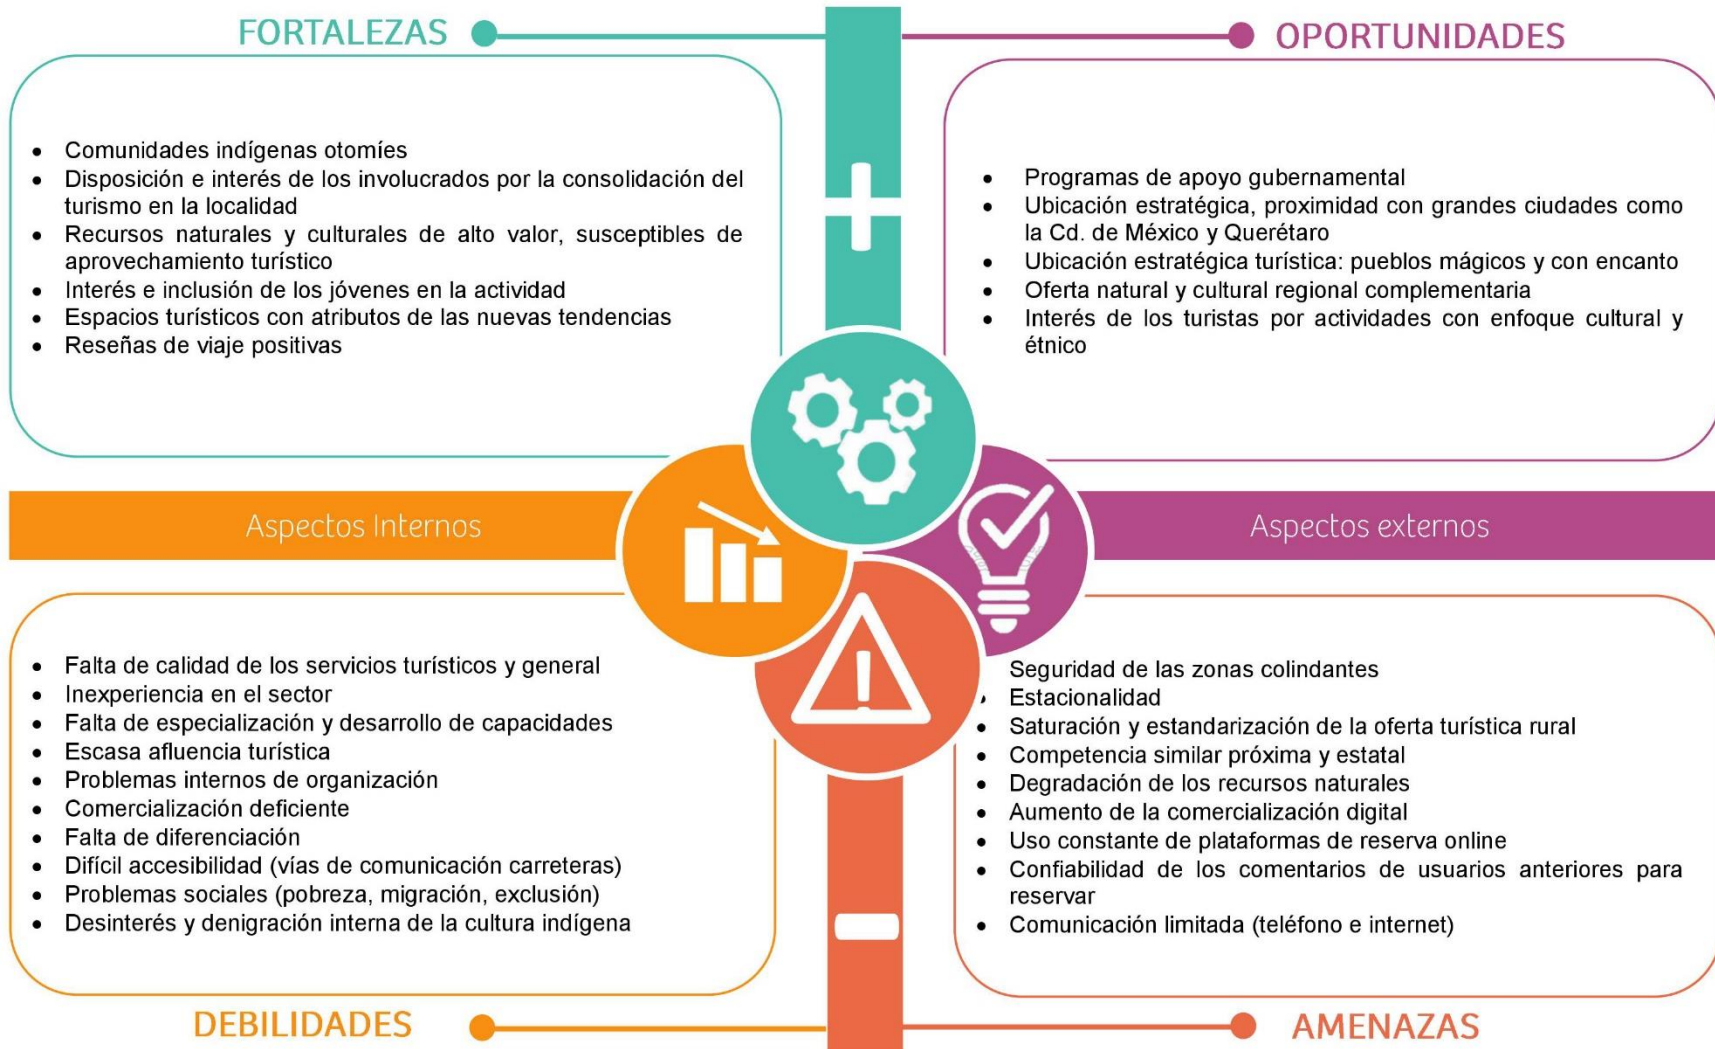 FORTALEZAS
• Comunidades indígenas otomíes
• Disposición e interés de los involucrados por la consolidación del
turismo en la localidad
• Recursos naturales y culturales de alto valor, susceptibles de
aprovechamiento turístico
• Interés e inclusión de los jóvenes en la actividad
• Espacios turísticos con atributos de las nuevas tendencias
• Reseñas de viaje positivas
OPORTUNIDADES
• Programas de apoyo gubernamental
• Ubicación estratégica, proximidad con grandes ciudades como
la Cd. de México y Querétaro
• Ubicación estratégica turística: pueblos mágicos y con encanto
• Oferta natural y cultural regional complementaria
• Interés de los turistas por actividades con enfoque cultural y
étnico
Aspectos Internos
Aspectos externos
• Falta de calidad de los servicios turísticos y general
• Inexperiencia en el sector
• Falta de especialización y desarrollo de capacidades
• Escasa afluencia turística
• Problemas internos de organización
• Comercialización deficiente
• Falta de diferenciación
• Difícil accesibilidad (vías de comunicación carreteras)
• Problemas sociales (pobreza, migración, exclusión)
• Desinterés y denigración interna de la cultura indígena
DEBILIDADES
Seguridad de las zonas colindantes
• Estacionalidad
• Saturación y estandarización de la oferta turística rural
• Competencia similar próxima y estatal
• Degradación de los recursos naturales
• Aumento de la comercialización digital
• Uso constante de plataformas de reserva online
• Confiabilidad de los comentarios de usuarios anteriores para
reservar
• Comunicación limitada (teléfono e internet)
AMENAZAS